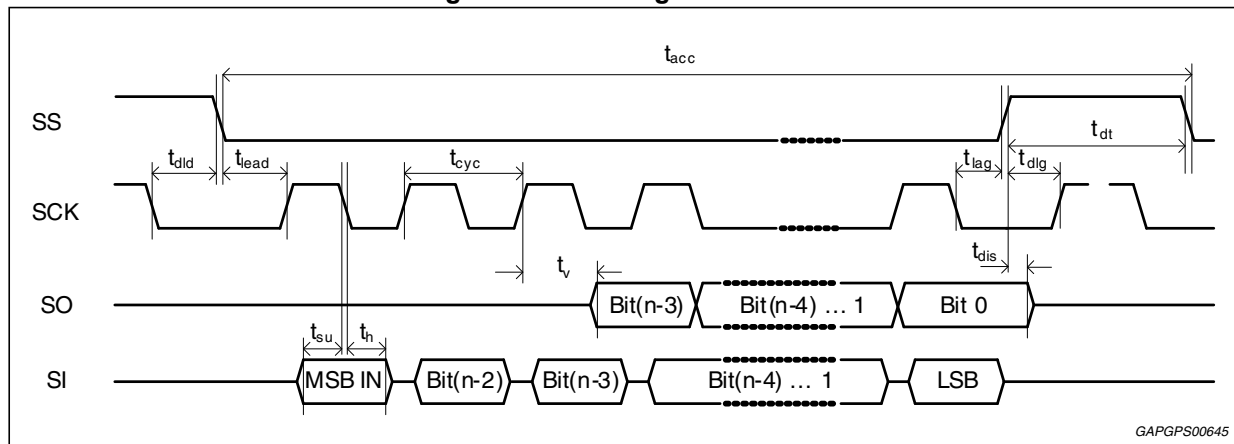 t_acc
SS
t_dt
t_dld
t_lead
t_cyc
t_lag
t_dlg
SCK
t_v
t_dis
SO
Bit(n-3)
Bit(n-4) ... 1
Bit 0
t_su
t_h
SI
MSB IN
Bit(n-2)
Bit(n-3)
Bit(n-4) ... 1
LSB
GAPGPS00645